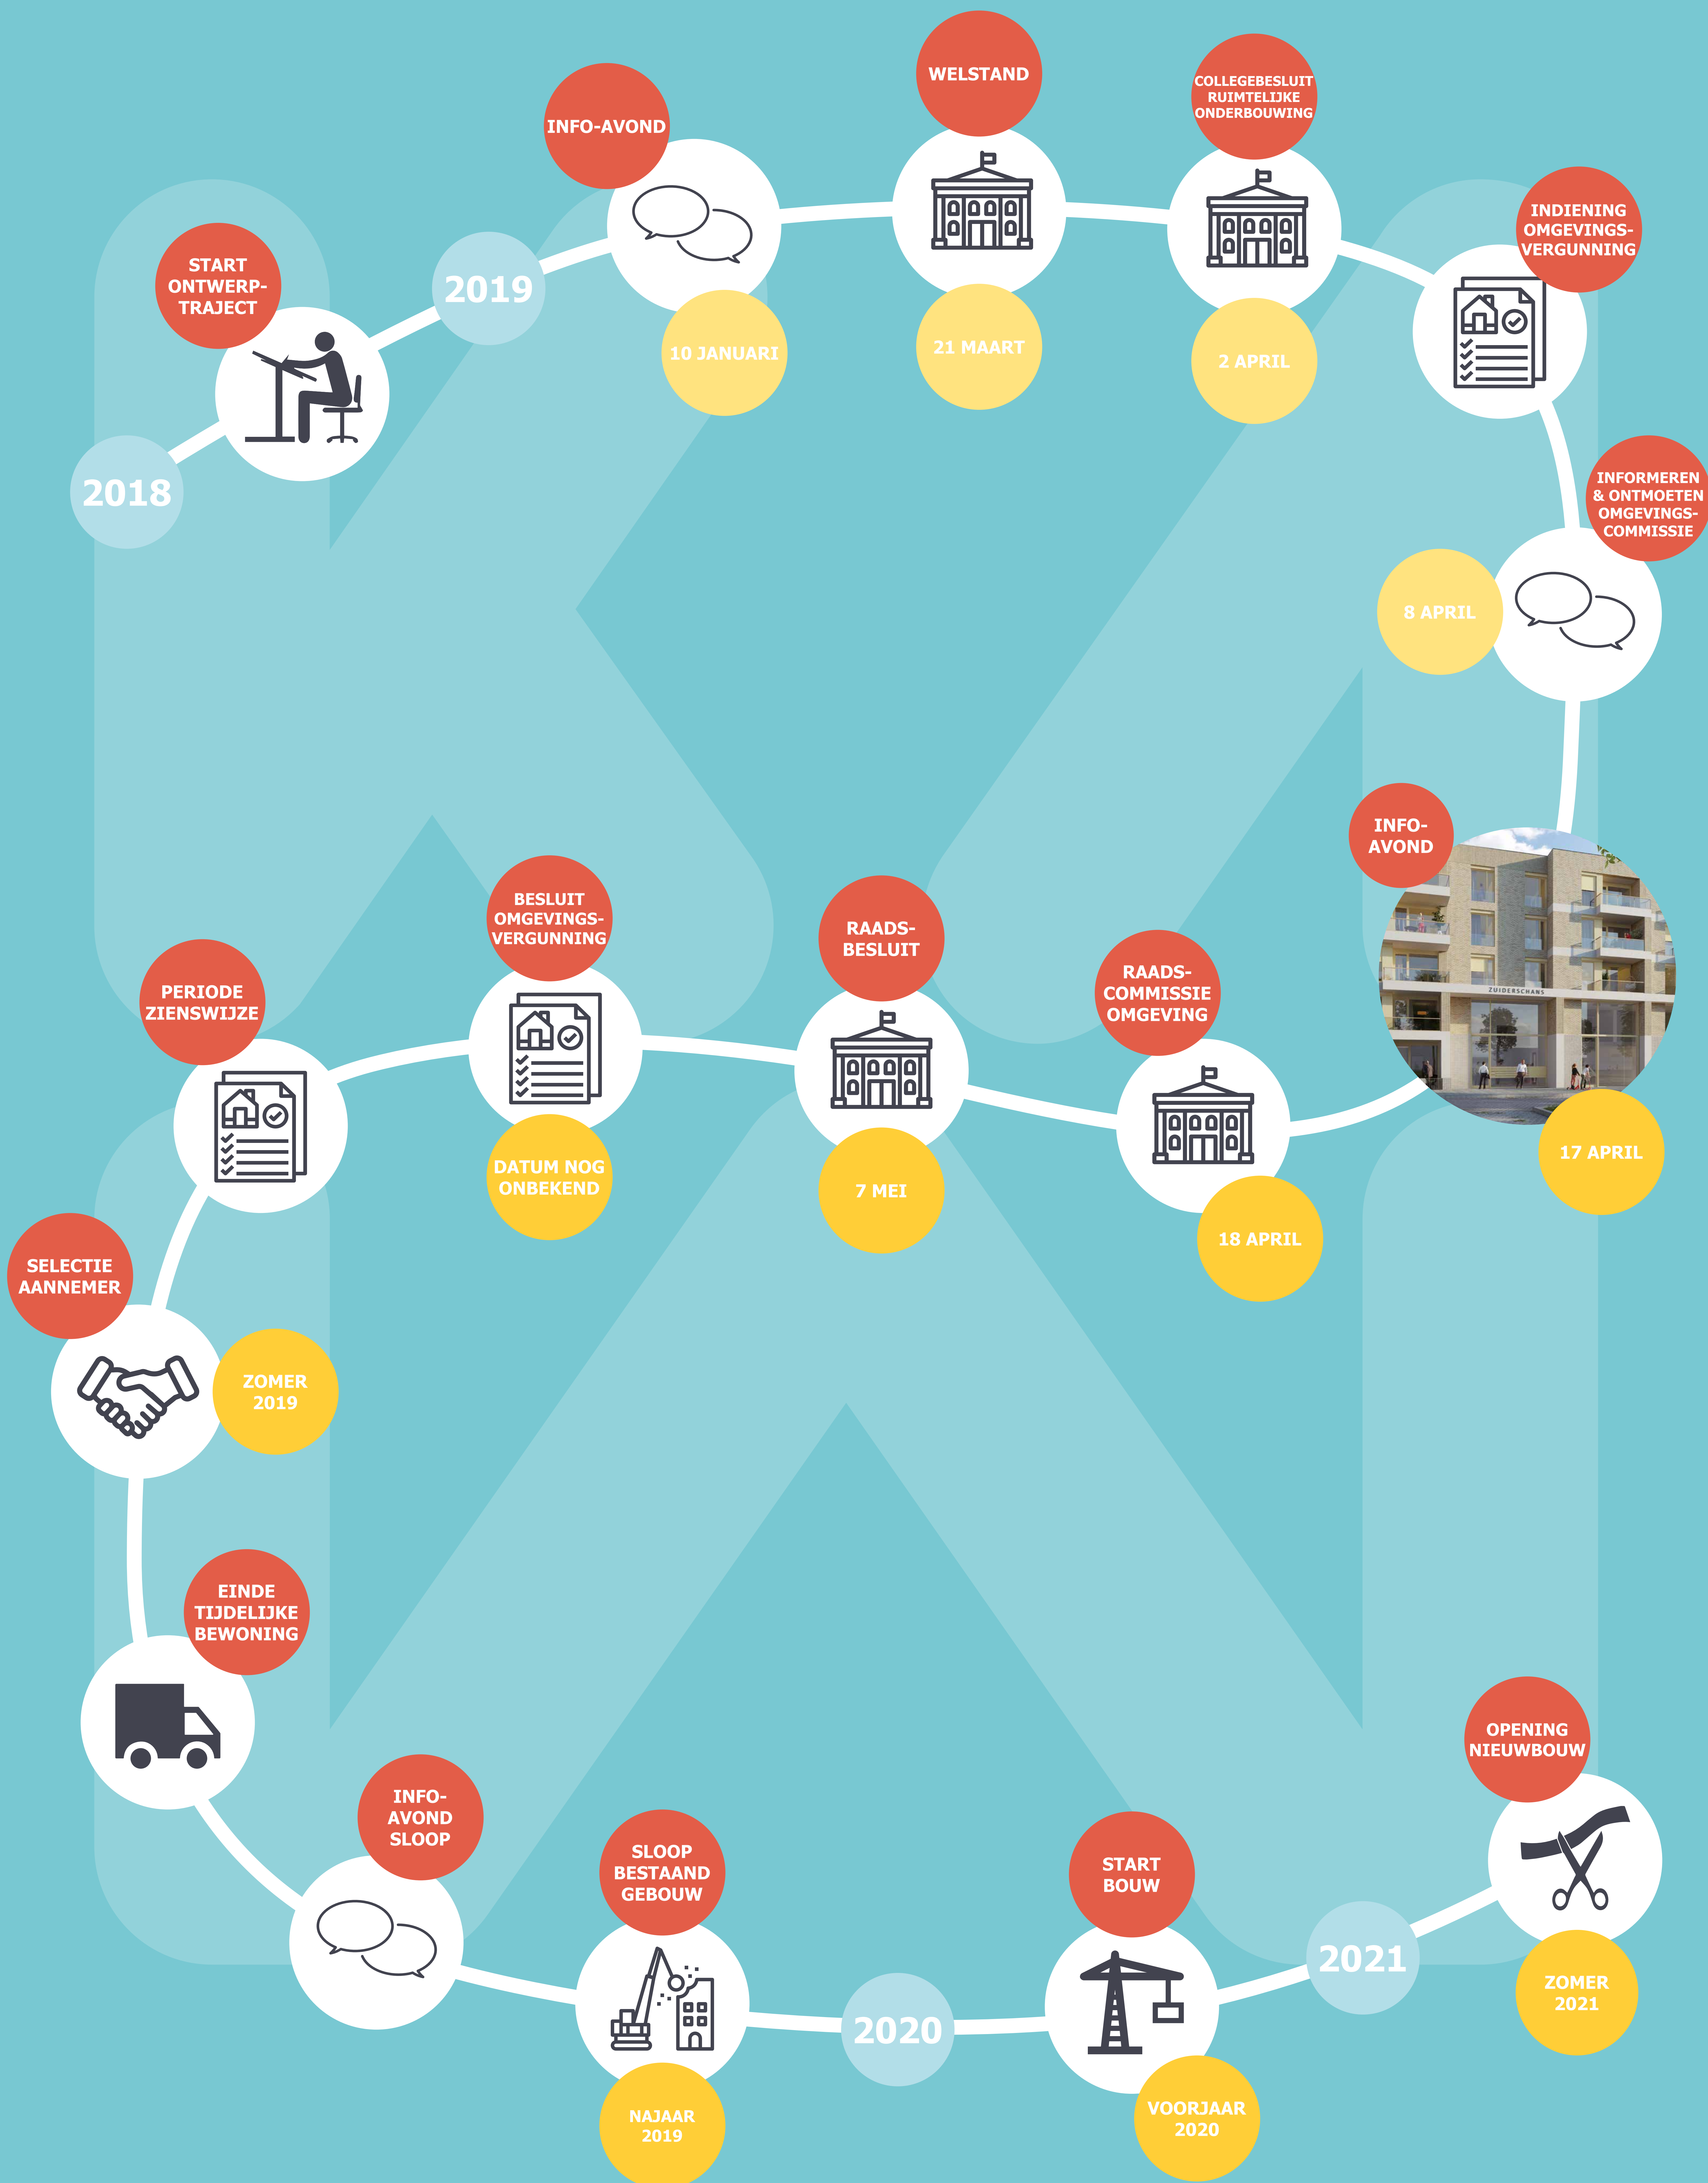 2018
START
ONTWERP-
TRAJECT
2019
INFO-AVOND
10 JANUARI
WELSTAND
21 MAART
COLLEGEBESLUIT
RUIMTELIJKE
ONDERBOUWING
2 APRIL
INDIENING
OMGEVINGS-
VERGUNNING
INFORMEREN
& ONTMOETEN
OMGEVINGS-
COMMISSIE
8 APRIL
INFO-
AVOND
ZUIDERSCHANS
17 APRIL
RAADS-
COMMISSIE
OMGEVING
18 APRIL
RAADS-
BESLUIT
7 MEI
BESLUIT
OMGEVINGS-
VERGUNNING
DATUM NOG
ONBEKEND
PERIODE
ZIENSWIJZE
SELECTIE
AANNEMER
ZOMER
2019
EINDE
TIJDELIJKE
BEWONING
INFO-
AVOND
SLOOP
SLOOP
BESTAAND
GEBOUW
NAJAAR
2019
2020
START
BOUW
VOORJAAR
2020
2021
OPENING
NIEUWBOUW
ZOMER
2021